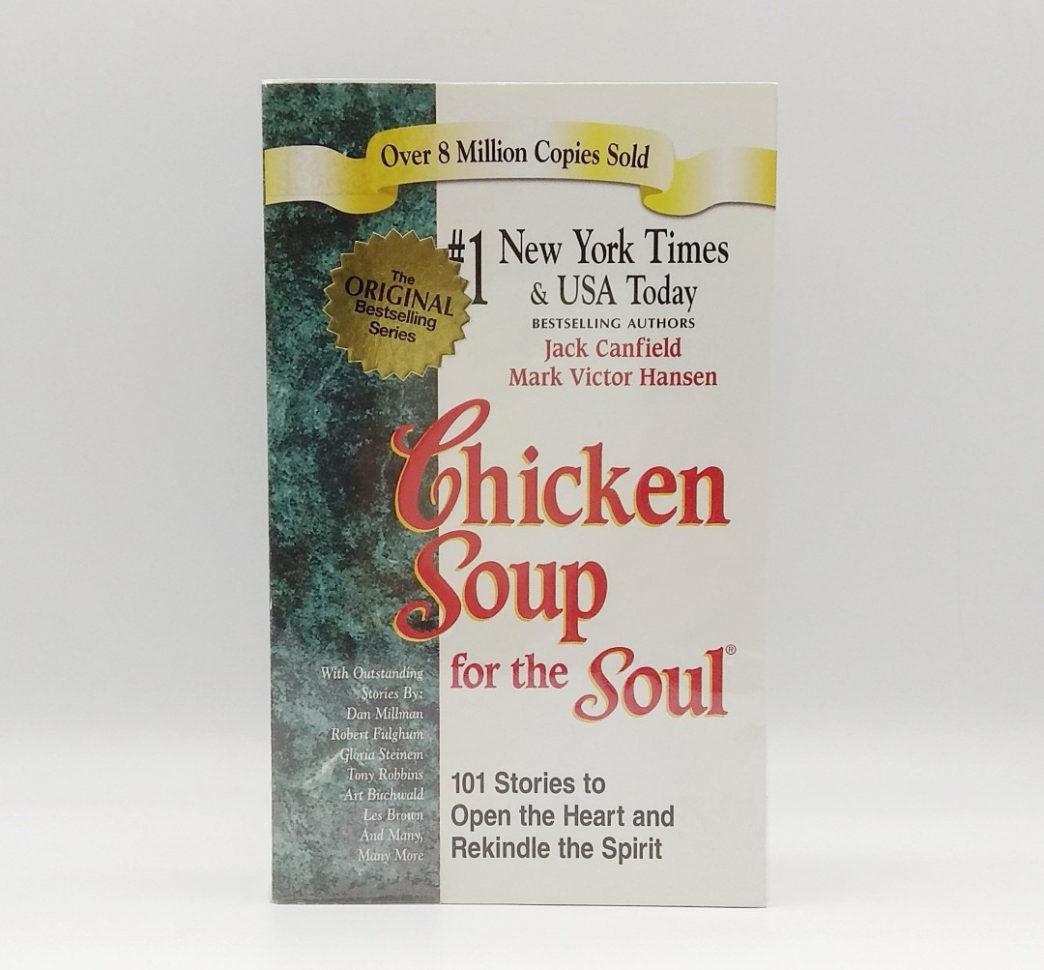 Over 8 Million Copies Sold
The
ORIGINAL
Bestselling
Series
#1 New York Times
& USA Today
BESTSELLING AUTHORS
Jack Canfield
Mark Victor Hansen
Chicken
Soup
for the Soul®
With Outstanding
Stories By:
Dan Millman
Robert Fulghum
Gloria Steinem
Tony Robbins
Art Buchwald
Les Brown
And Many,
Many More
101 Stories to
Open the Heart and
Rekindle the Spirit